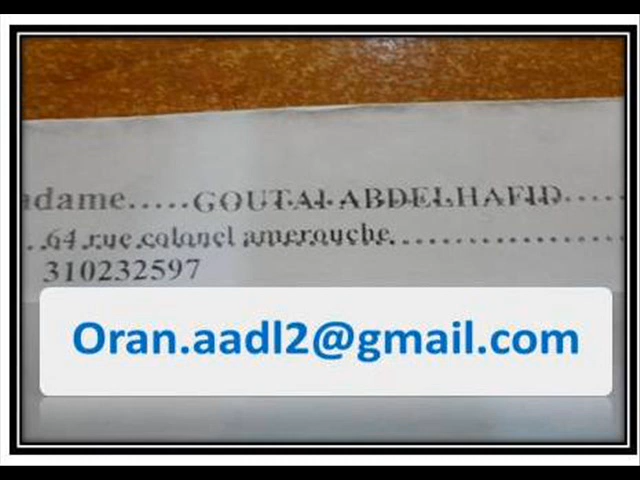 adame.....GOUTAI ABDELHAFID.....
..64 rue colonel amerouche..................
310232597
Oran.aadl2@gmail.com